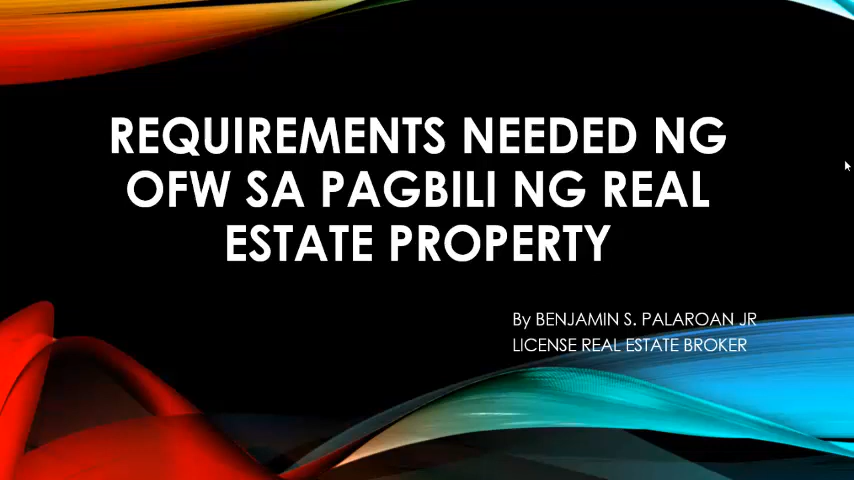 REQUIREMENTS NEEDED NG
OFW SA PAGBILI NG REAL
ESTATE PROPERTY
By BENJAMIN S. PALAROAN JR
LICENSE REAL ESTATE BROKER